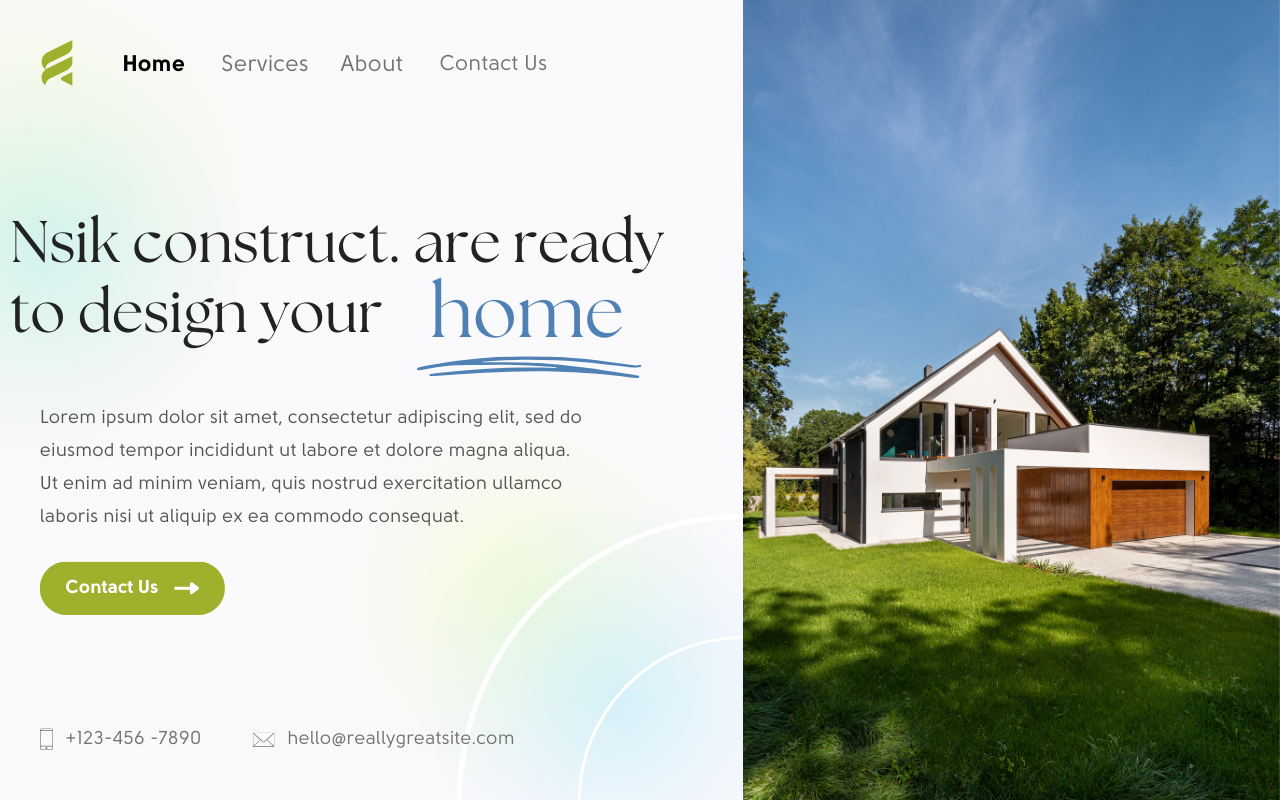 Home Services About Contact Us
Nsik construct. are ready
to design your home
Lorem ipsum dolor sit amet, consectetur adipiscing elit, sed do
eiusmod tempor incididunt ut labore et dolore magna aliqua.
Ut enim ad minim veniam, quis nostrud exercitation ullamco
laboris nisi ut aliquip ex ea commodo consequat.
Contact Us
+123-456 -7890 hello@reallygreatsite.com